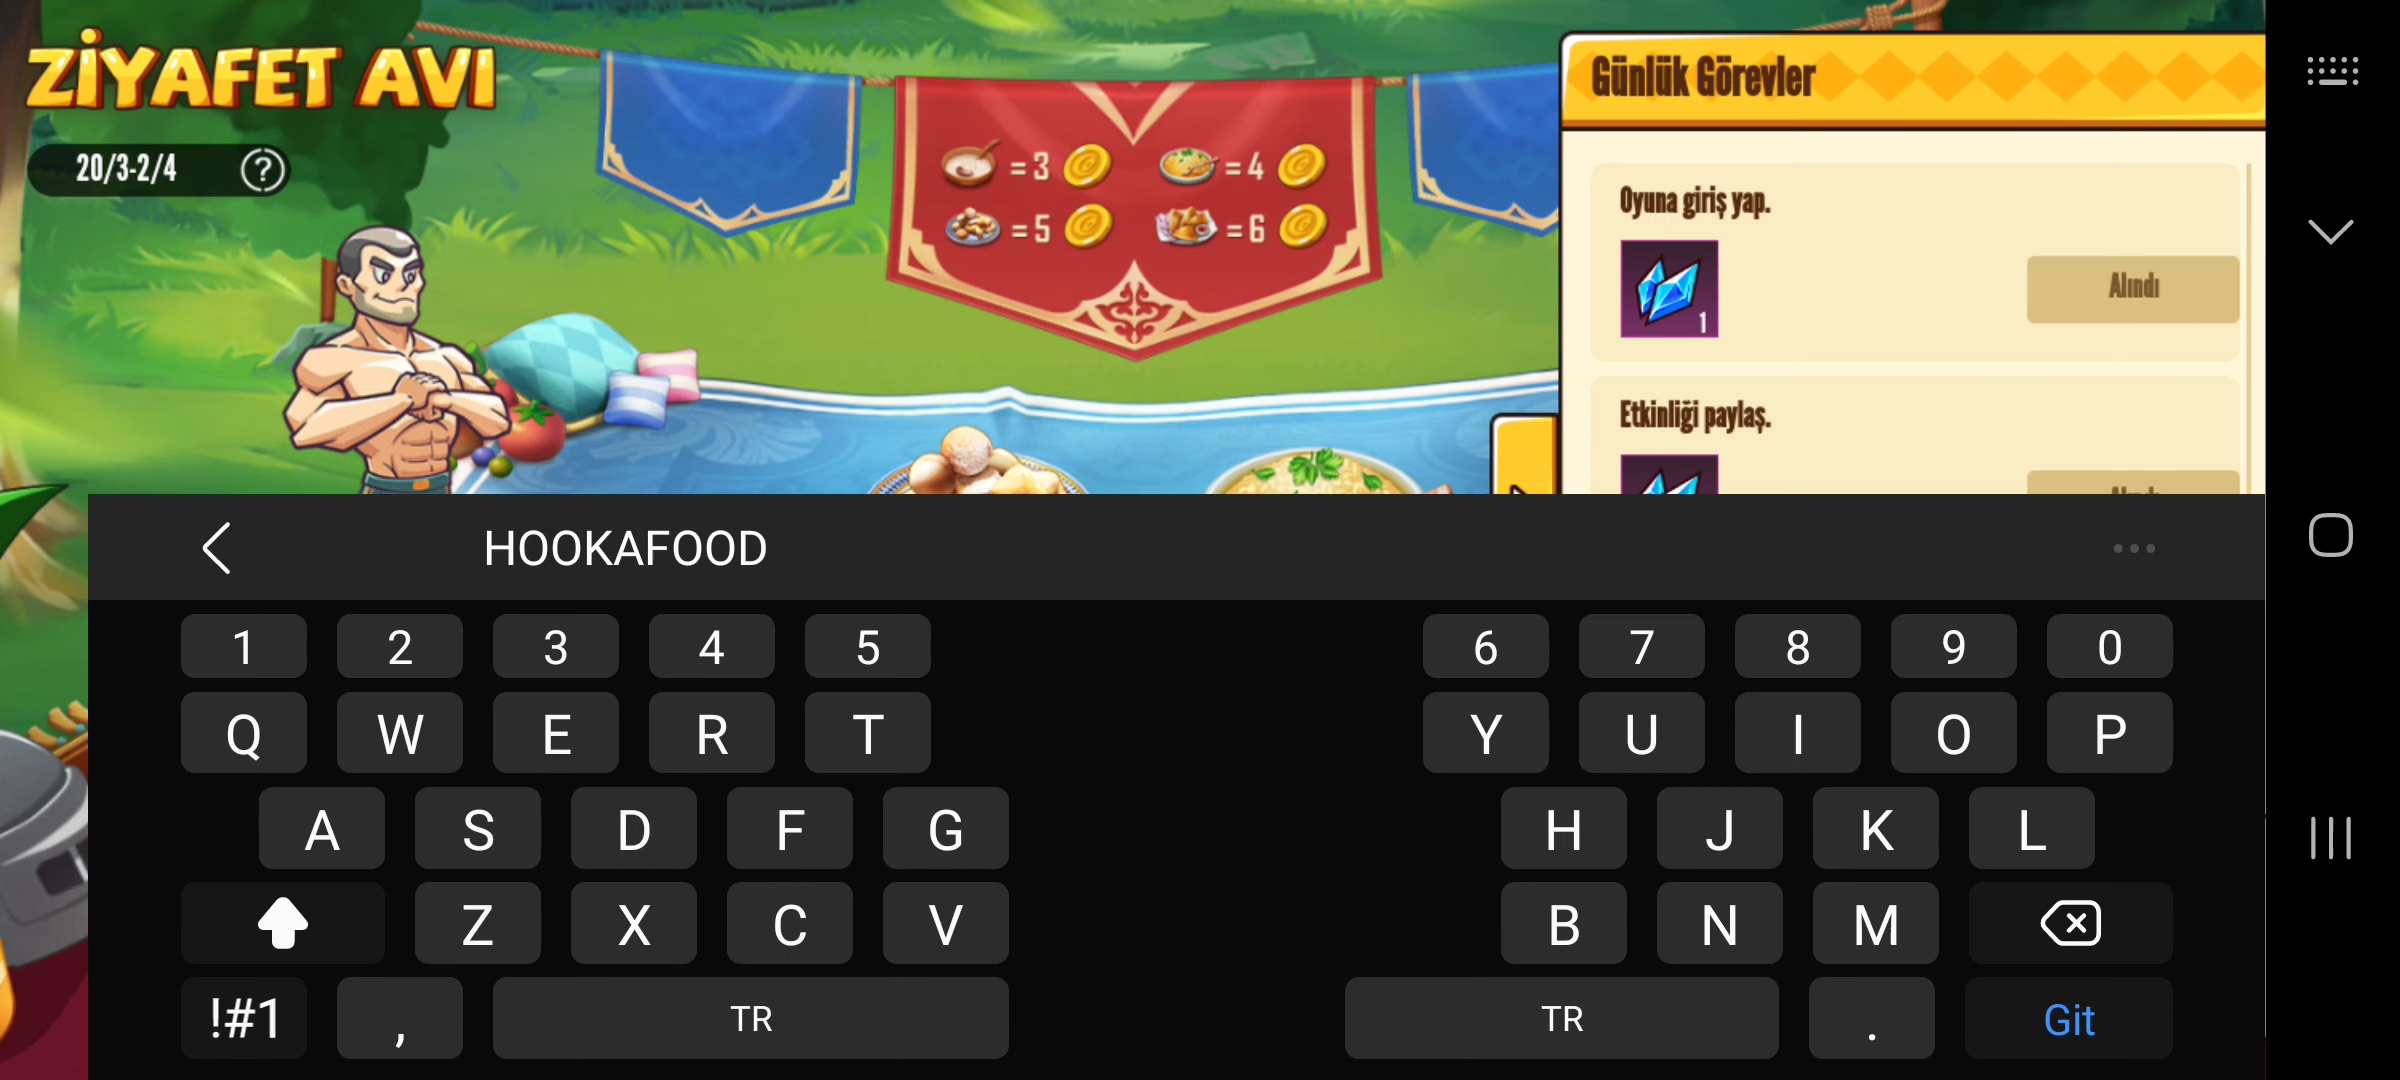 ZİYAFET AVI
20/3-2/4
?
=3
=4
=5
=6
Günlük Görevler
Oyuna giriş yap.
1
Alındı
Etkinliği paylaş.
HOOKAFOOD
1 2 3 4 5 6 7 8 9 0
Q W E R T Y U I O P
A S D F G H J K L
Z X C V B N M
!#1 , TR TR . Git